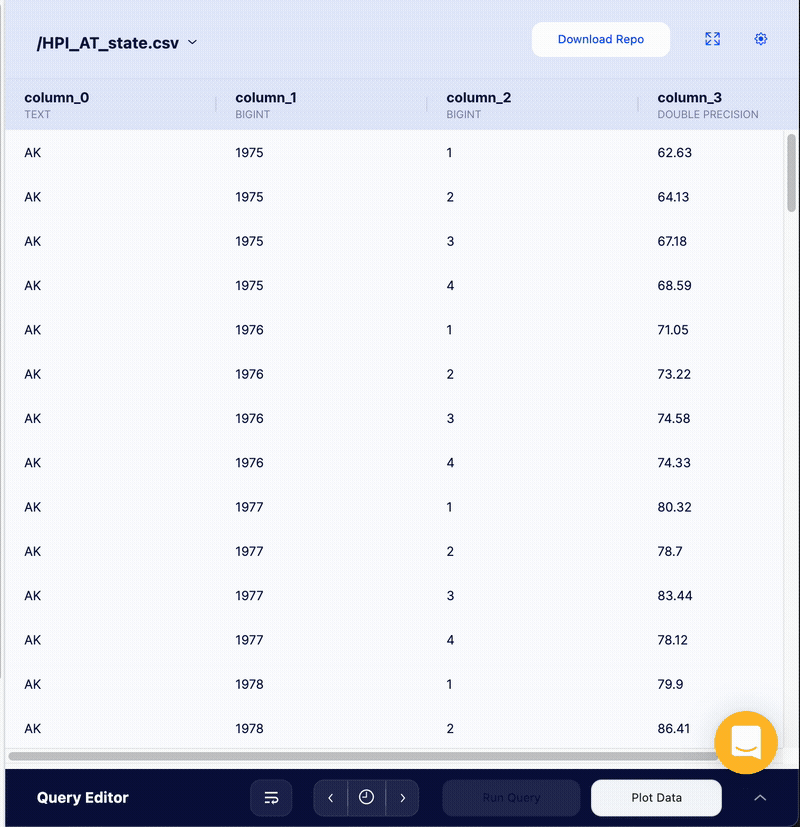 /HPI_AT_state.csv Download Repo
column_0 column_1 column_2 column_3
TEXT BIGINT BIGINT DOUBLE PRECISION
AK 1975 1 62.63
AK 1975 2 64.13
AK 1975 3 67.18
AK 1975 4 68.59
AK 1976 1 71.05
AK 1976 2 73.22
AK 1976 3 74.58
AK 1976 4 74.33
AK 1977 1 80.32
AK 1977 2 78.7
AK 1977 3 83.44
AK 1977 4 78.12
AK 1978 1 79.9
AK 1978 2 86.41
Query Editor Run Query Plot Data